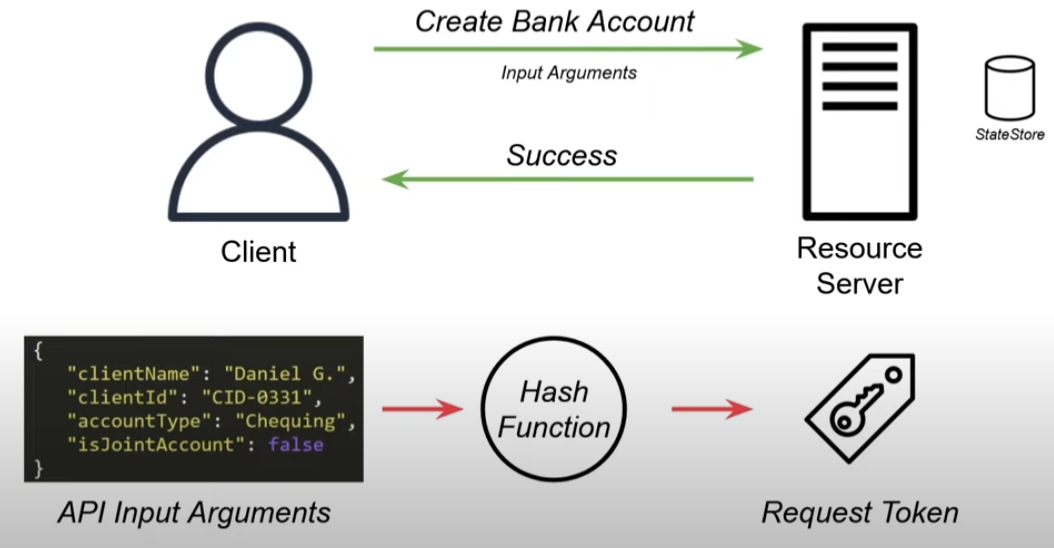 Create Bank Account
Input Arguments
Success
StateStore
Client
Resource
Server
{
"clientName": "Daniel G.",
"clientId": "CID-0331",
"accountType": "Chequing",
"isJointAccount": false
}
Hash
Function
API Input Arguments
Request Token